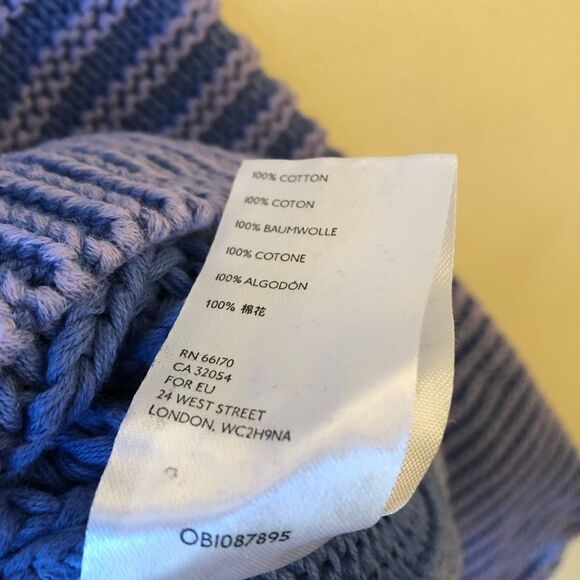 100% COTTON
100% COTON
100% BAUMWOLLE
100% COTONE
100% ALGODÓN
100% 棉花
RN 66170
CA 32054
FOR EU
24 WEST STREET
LONDON, WC2H9NA
OB1087895